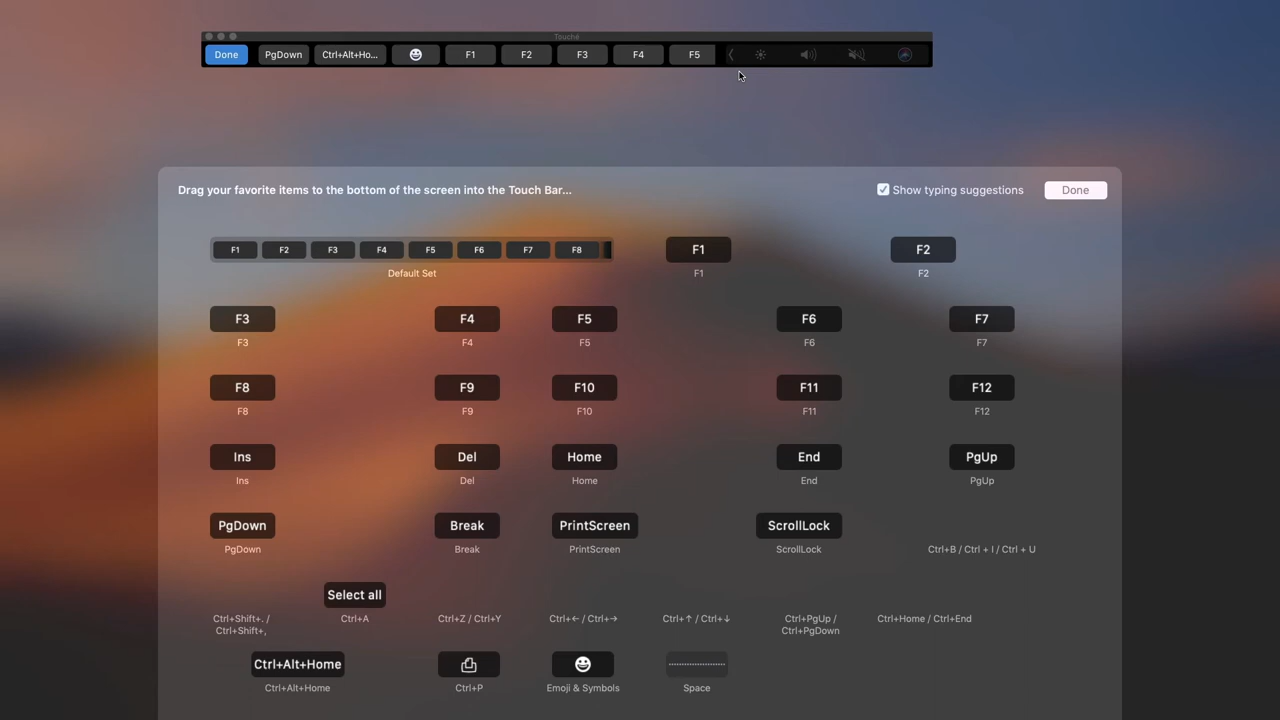 Touché
Done PgDown Ctrl+Alt+Ho... F1 F2 F3 F4 F5
Drag your favorite items to the bottom of the screen into the Touch Bar...
Show typing suggestions
Done
F1 F2 F3 F4 F5 F6 F7 F8
F1
F2
Default Set
F1
F2
F3 F4 F5 F6 F7
F3 F4 F5 F6 F7
F8 F9 F10 F11 F12
F8 F9 F10 F11 F12
Ins Del Home End PgUp
Ins Del Home End PgUp
PgDown Break PrintScreen ScrollLock
PgDown Break PrintScreen ScrollLock Ctrl+B / Ctrl + I / Ctrl + U
Select all
Ctrl+Shift+. /
Ctrl+Shift+,
Ctrl+A
Ctrl+Z / Ctrl+Y
Ctrl+← / Ctrl+→
Ctrl+↑ / Ctrl+↓
Ctrl+PgUp /
Ctrl+PgDown
Ctrl+Home / Ctrl+End
Ctrl+Alt+Home
Ctrl+Alt+Home Ctrl+P Emoji & Symbols Space